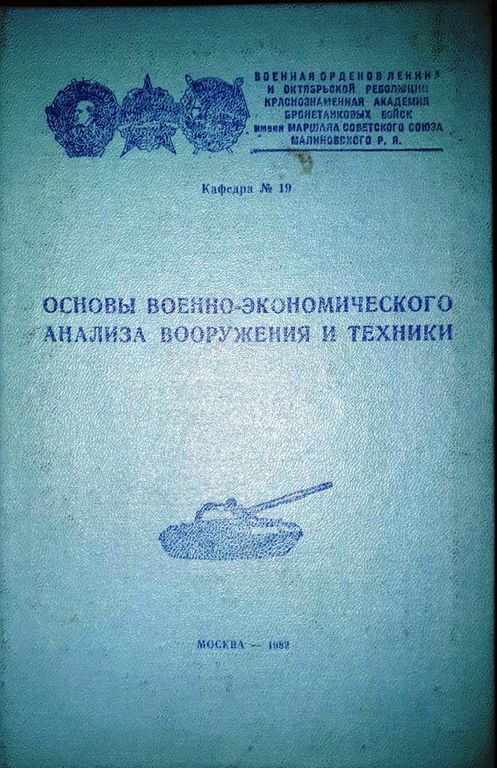 ВОЕННАЯ ОРДЕНОВ ЛЕНИНА
И ОКТЯБРЬСКОЙ РЕВОЛЮЦИИ
КРАСНОЗНАМЕННАЯ АКАДЕМИЯ
БРОНЕТАНКОВЫХ ВОЙСК
имени МАРШАЛА СОВЕТСКОГО СОЮЗА
МАЛИНОВСКОГО Р. Я.
Кафедра № 19
ОСНОВЫ ВОЕННО-ЭКОНОМИЧЕСКОГО
АНАЛИЗА ВООРУЖЕНИЯ И ТЕХНИКИ
МОСКВА — 1982